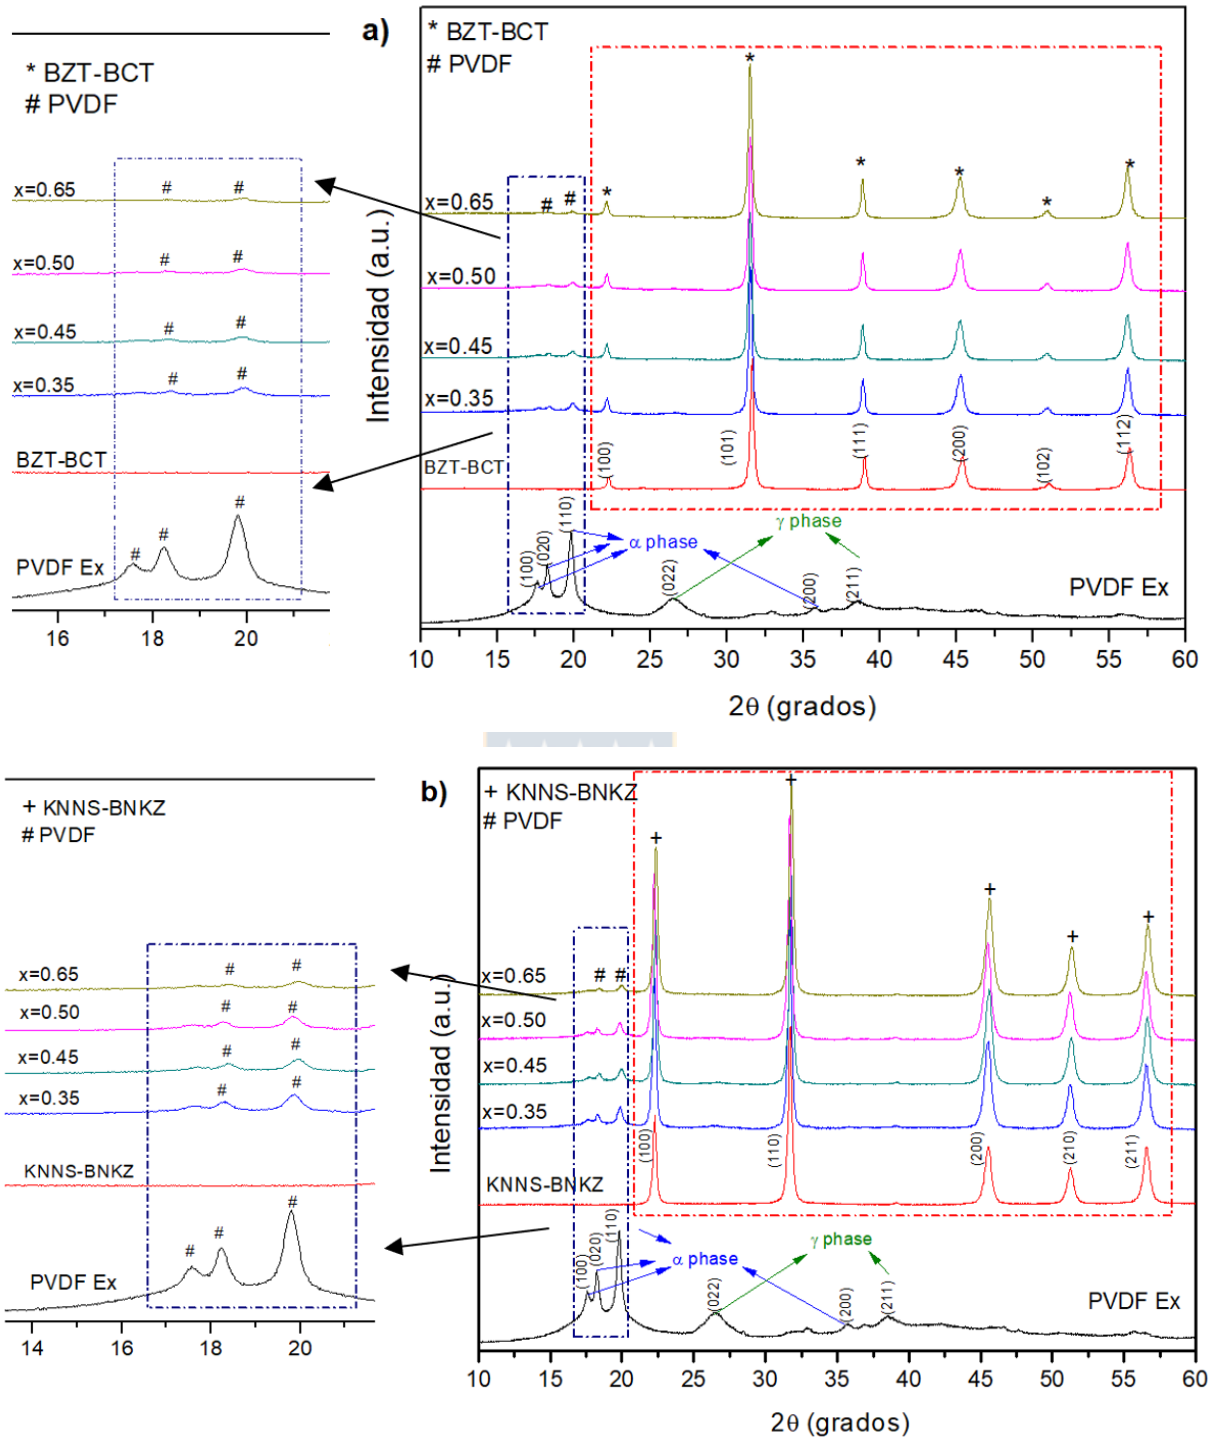 * BZT-BCT
# PVDF
# #
x=0.65
# #
x=0.50
# #
x=0.45
# #
x=0.35
BZT-BCT
#
#
#
PVDF Ex
16 18 20
a)
* BZT-BCT
# PVDF
Intensidad (a.u.)
*
*
*
*
*
*
# #
x=0.65
x=0.50
x=0.45
x=0.35
BZT-BCT
(100)
(101)
(111)
(200)
(102)
(112)
(100)
(020)
(110)
α phase
γ phase
(022)
(200)
(211)
PVDF Ex
10 15 20 25 30 35 40 45 50 55 60
2θ (grados)
+ KNNS-BNKZ
# PVDF
# #
x=0.65
# #
x=0.50
# #
x=0.45
# #
x=0.35
KNNS-BNKZ
#
#
#
PVDF Ex
14 16 18 20
b)
+ KNNS-BNKZ
# PVDF
Intensidad (a.u.)
+
+
+
+
+
# #
x=0.65
x=0.50
x=0.45
x=0.35
KNNS-BNKZ
(100)
(110)
(200)
(210)
(211)
(100)
(020)
(110)
α phase
γ phase
(022)
(200)
(211)
PVDF Ex
10 15 20 25 30 35 40 45 50 55 60
2θ (grados)